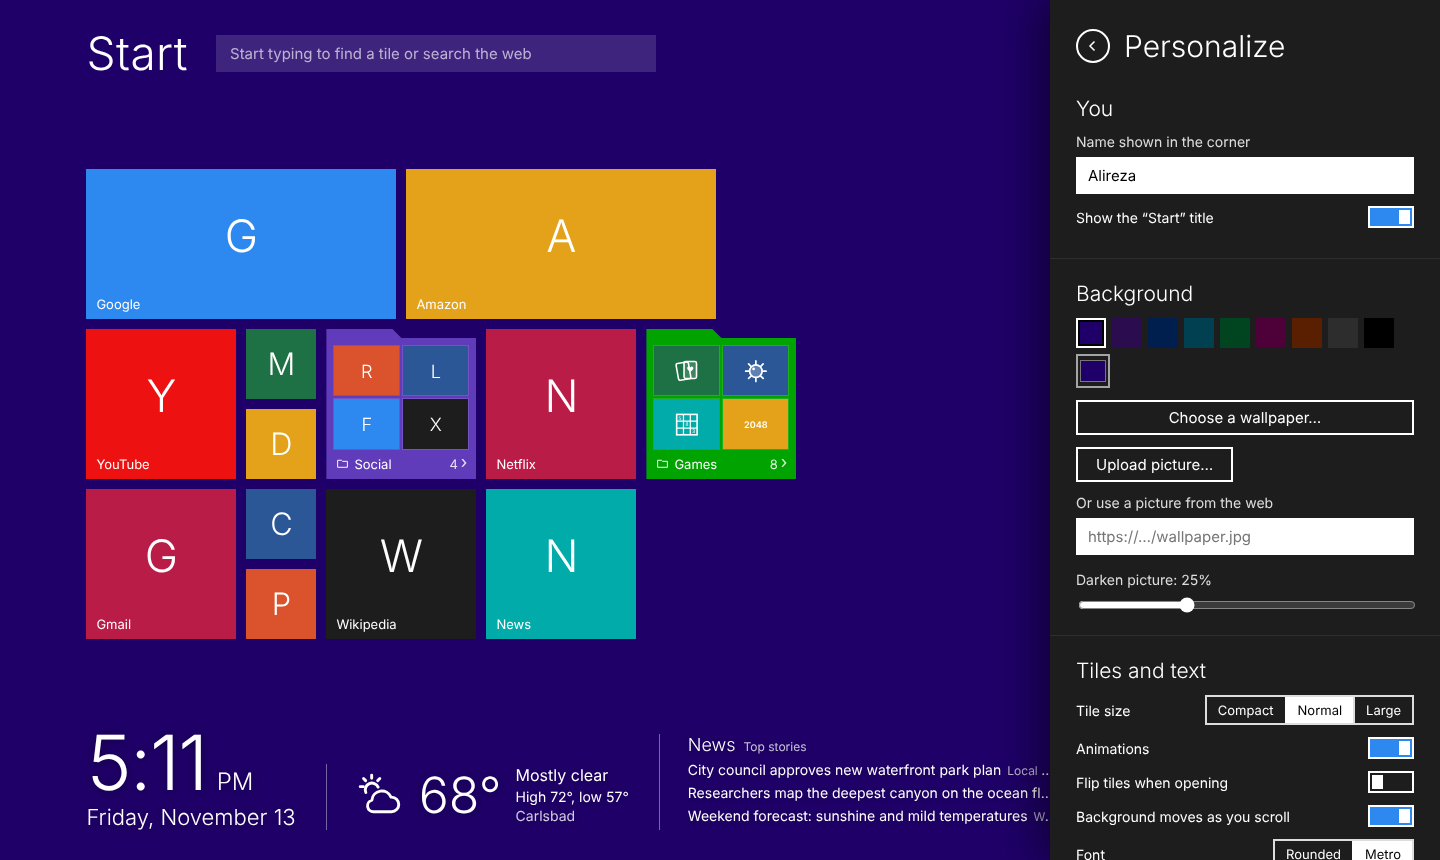 Start
Start typing to find a tile or search the web
G
Google
A
Amazon
Y
YouTube
M
D
R
L
F
X
Social
4
N
Netflix
2048
Games
8
G
Gmail
C
P
W
Wikipedia
N
News
5:11 PM
Friday, November 13
68°
Mostly clear
High 72°, low 57°
Carlsbad
News Top stories
City council approves new waterfront park plan Local ..
Researchers map the deepest canyon on the ocean fl..
Weekend forecast: sunshine and mild temperatures W.
Personalize
You
Name shown in the corner
Alireza
Show the “Start” title
Background
Choose a wallpaper...
Upload picture...
Or use a picture from the web
https://.../wallpaper.jpg
Darken picture: 25%
Tiles and text
Tile size Compact Normal Large
Animations
Flip tiles when opening
Background moves as you scroll
Font Rounded Metro